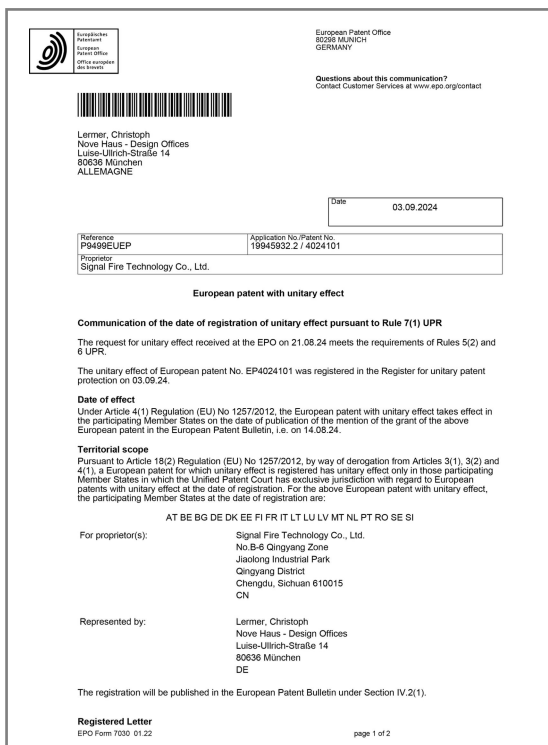 Europäisches
Patentamt
European
Patent Office
Office européen
des brevets
European Patent Office
80298 MUNICH
GERMANY
Questions about this communication?
Contact Customer Services at www.epo.org/contact
Lermer, Christoph
Nove Haus - Design Offices
Luise-Ullrich-Straße 14
80636 München
ALLEMAGNE
Date
03.09.2024
Reference
P9499EUEP
Application No./Patent No.
19945932.2 / 4024101
Proprietor
Signal Fire Technology Co., Ltd.
European patent with unitary effect
Communication of the date of registration of unitary effect pursuant to Rule 7(1) UPR
The request for unitary effect received at the EPO on 21.08.24 meets the requirements of Rules 5(2) and
6 UPR.
The unitary effect of European patent No. EP4024101 was registered in the Register for unitary patent
protection on 03.09.24.
Date of effect
Under Article 4(1) Regulation (EU) No 1257/2012, the European patent with unitary effect takes effect in
the participating Member States on the date of publication of the mention of the grant of the above
European patent in the European Patent Bulletin, i.e. on 14.08.24.
Territorial scope
Pursuant to Article 18(2) Regulation (EU) No 1257/2012, by way of derogation from Articles 3(1), 3(2) and
4(1), a European patent for which unitary effect is registered has unitary effect only in those participating
Member States in which the Unified Patent Court has exclusive jurisdiction with regard to European
patents with unitary effect at the date of registration. For the above European patent with unitary effect,
the participating Member States at the date of registration are:
AT BE BG DE DK EE FI FR IT LT LU LV MT NL PT RO SE SI
For proprietor(s):
Signal Fire Technology Co., Ltd.
No.B-6 Qingyang Zone
Jiaolong Industrial Park
Qingyang District
Chengdu, Sichuan 610015
CN
Represented by:
Lermer, Christoph
Nove Haus - Design Offices
Luise-Ullrich-Straße 14
80636 München
DE
The registration will be published in the European Patent Bulletin under Section IV.2(1).
Registered Letter
EPO Form 7030 01.22
page 1 of 2